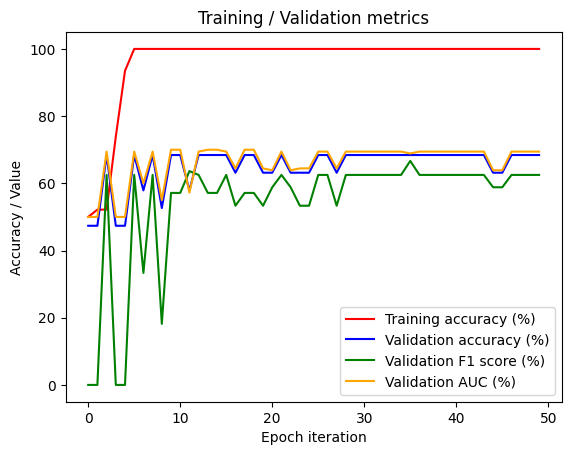 Training / Validation metrics
100
80
60
40
20
0
Accuracy / Value
Training accuracy (%)
Validation accuracy (%)
Validation F1 score (%)
Validation AUC (%)
0
10
20
30
40
50
Epoch iteration